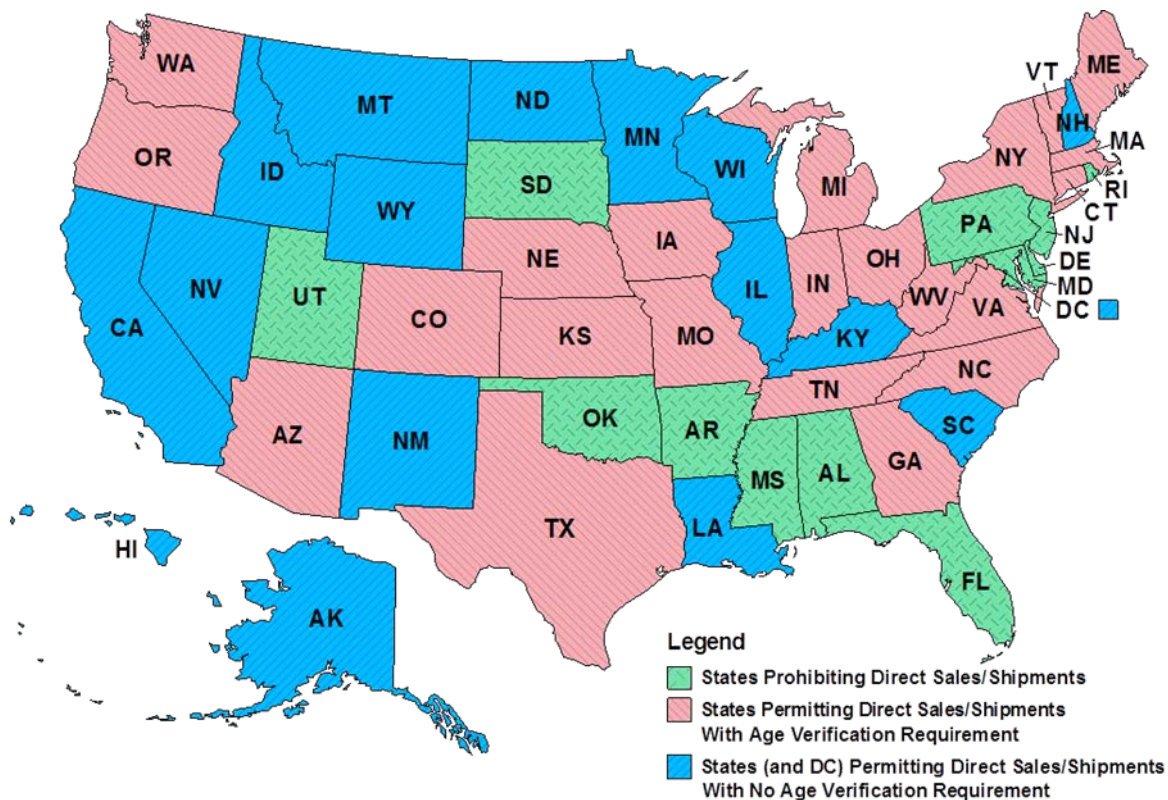 WA
OR
CA
NV
ID
MT
WY
UT
AZ
CO
NM
ND
SD
NE
KS
OK
TX
MN
IA
MO
AR
LA
WI
IL
MI
IN
OH
KY
TN
MS
AL
GA
FL
SC
NC
VA
WV
PA
NY
VT
NH
ME
MA
RI
CT
NJ
DE
MD
DC
HI
AK
Legend
States Prohibiting Direct Sales/Shipments
States Permitting Direct Sales/Shipments
With Age Verification Requirement
States (and DC) Permitting Direct Sales/Shipments
With No Age Verification Requirement